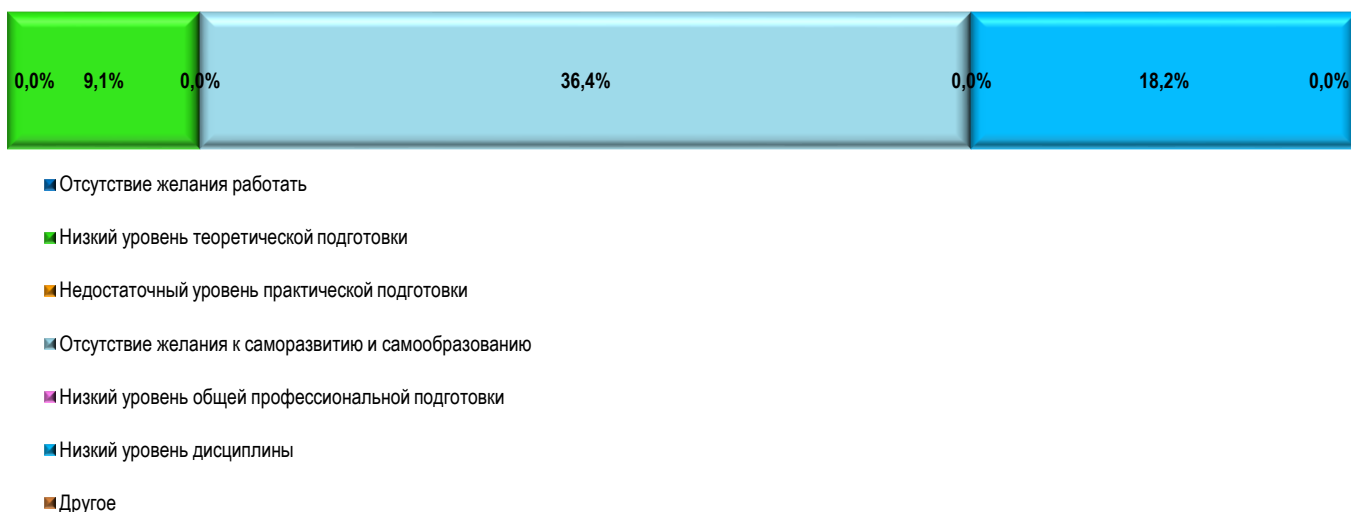 0,0% 9,1% 0,0% 36,4% 0,0% 18,2% 0,0%
Отсутствие желания работать
Низкий уровень теоретической подготовки
Недостаточный уровень практической подготовки
Отсутствие желания к саморазвитию и самообразованию
Низкий уровень общей профессиональной подготовки
Низкий уровень дисциплины
Другое